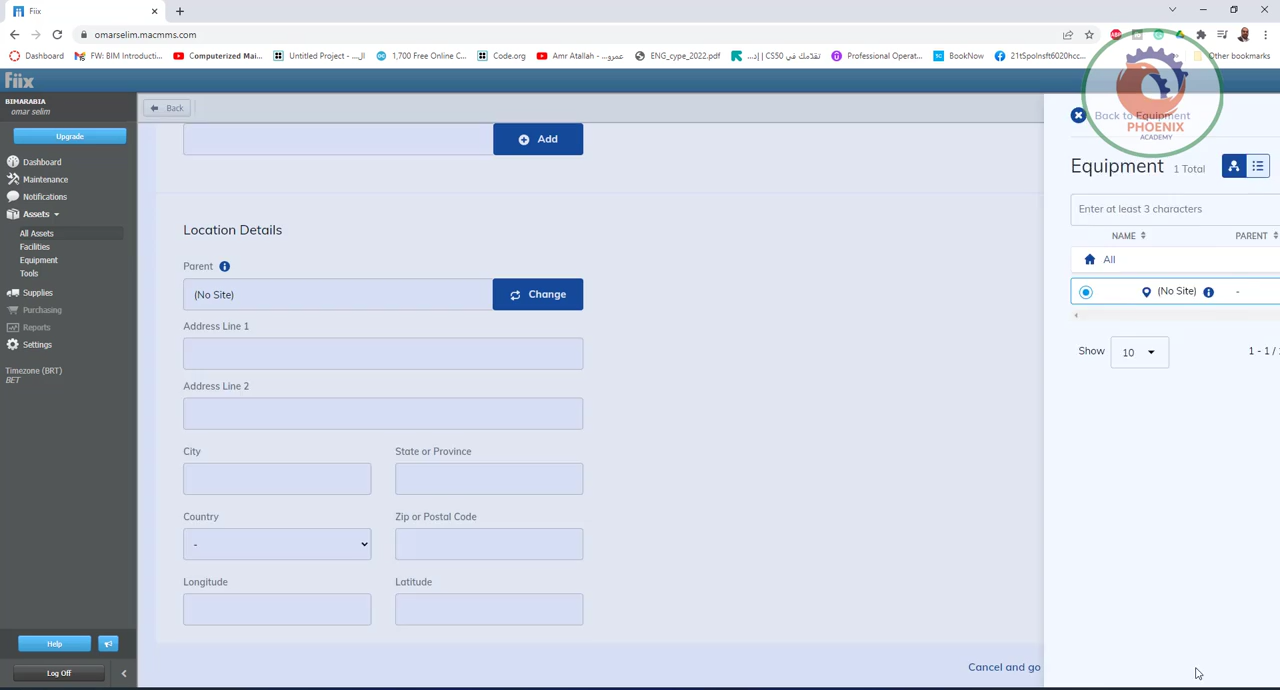 Fiix
omarselim.macmms.com
Dashboard
FW: BIM Introducti...
Computerized Mai...
Untitled Project - ...ال
1,700 Free Online C...
Code.org
Amr Atallah - ...عمرو
ENG_cype_2022.pdf
Professional Operat...
BookNow
21tSpolnsft6020hcc...
Other bookmarks
fiix
BIMARABIA
omar selim
Upgrade
Dashboard
Maintenance
Notifications
Assets
All Assets
Facilities
Equipment
Tools
Supplies
Purchasing
Reports
Settings
Timezone (BRT)
BET
Help
Log Off
Back
Add
Location Details
Parent
(No Site)
Change
Address Line 1
Address Line 2
City
State or Province
Country
Zip or Postal Code
-
Longitude
Latitude
Cancel and go
Back to Equipment
PHOENIX
ACADEMY
Equipment
1 Total
Enter at least 3 characters
NAME
PARENT
All
(No Site)
-
Show
10
1 - 1 /